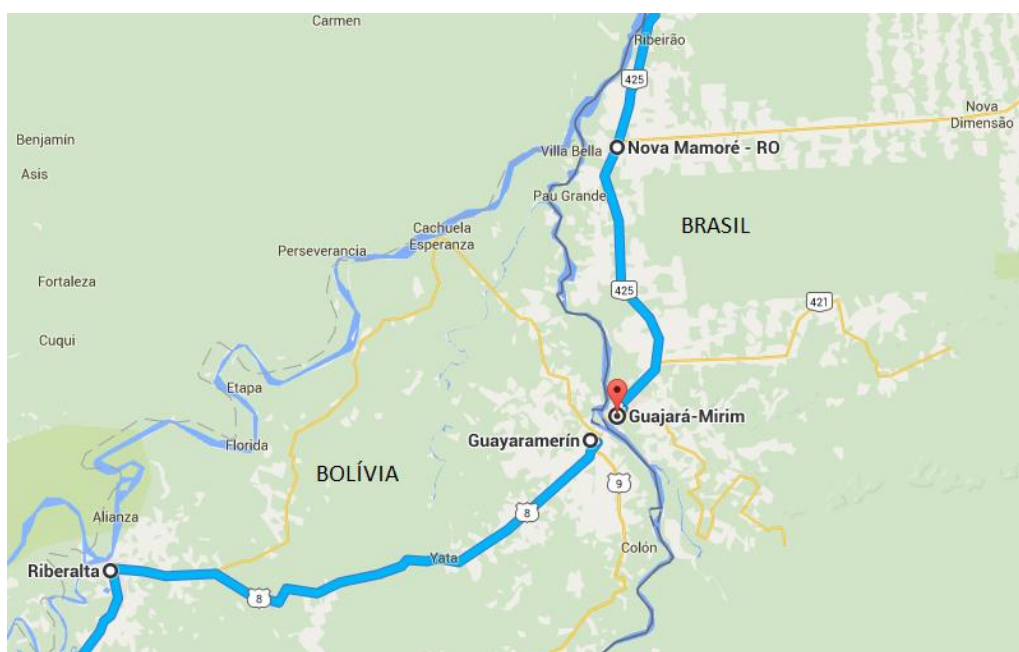 Carmen
Ribeirão
425
Nova
Dimensão
Benjamín
Villa Bella
Nova Mamoré - RO
Asis
Pau Grande
BRASIL
Cachuela
Esperanza
Perseverancia
Fortaleza
425
421
Cuqui
Etapa
Guajará-Mirim
Guayaramerín
Florida
BOLÍVIA
9
8
Alianza
Colón
Yata
Riberalta
8